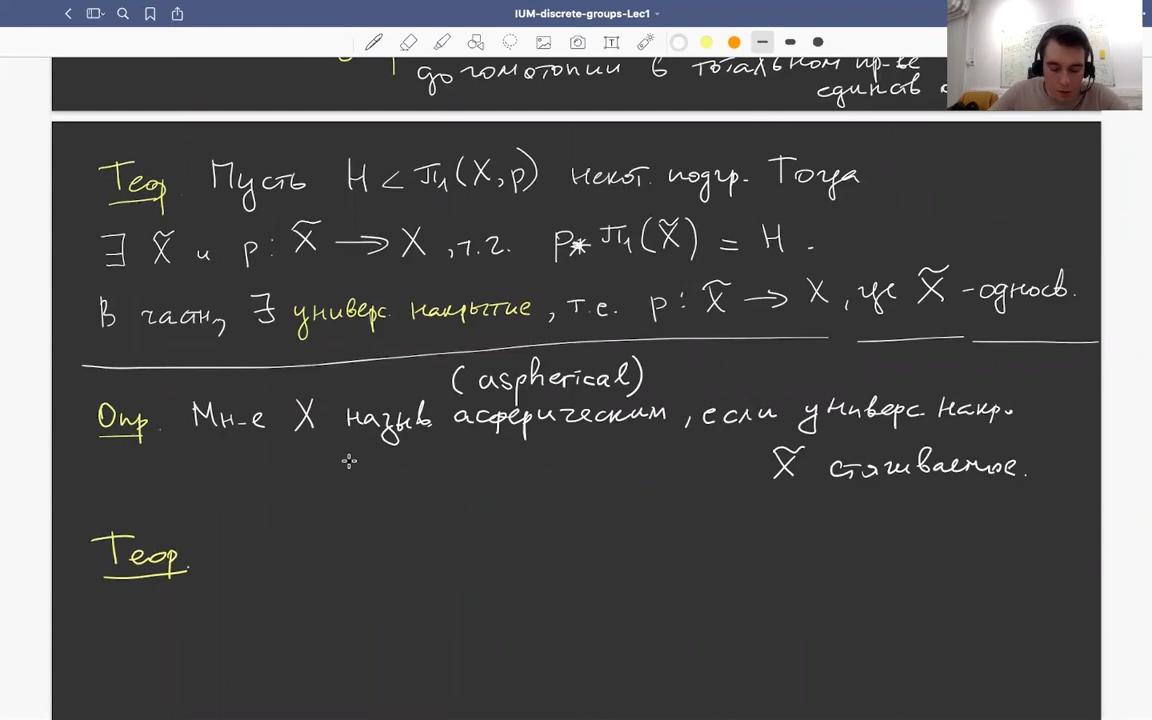 IUM-discrete-groups-Lec1
до гомотопии в тотальном пр-ве
единств
Теор. Пусть H < π₁(X, p) некот. подгр. Тогда
∃ X̃ и p: X̃ → X, т.ч. p* π₁(X̃) = H.
В частн, ∃ универс. накрытие, т.е. p: X̃ → X, где X̃ - односв.
(aspherical)
Опр. Мн-е X назыв. асферическим, если универс. накр.
X̃ стягиваемое.
Теор.